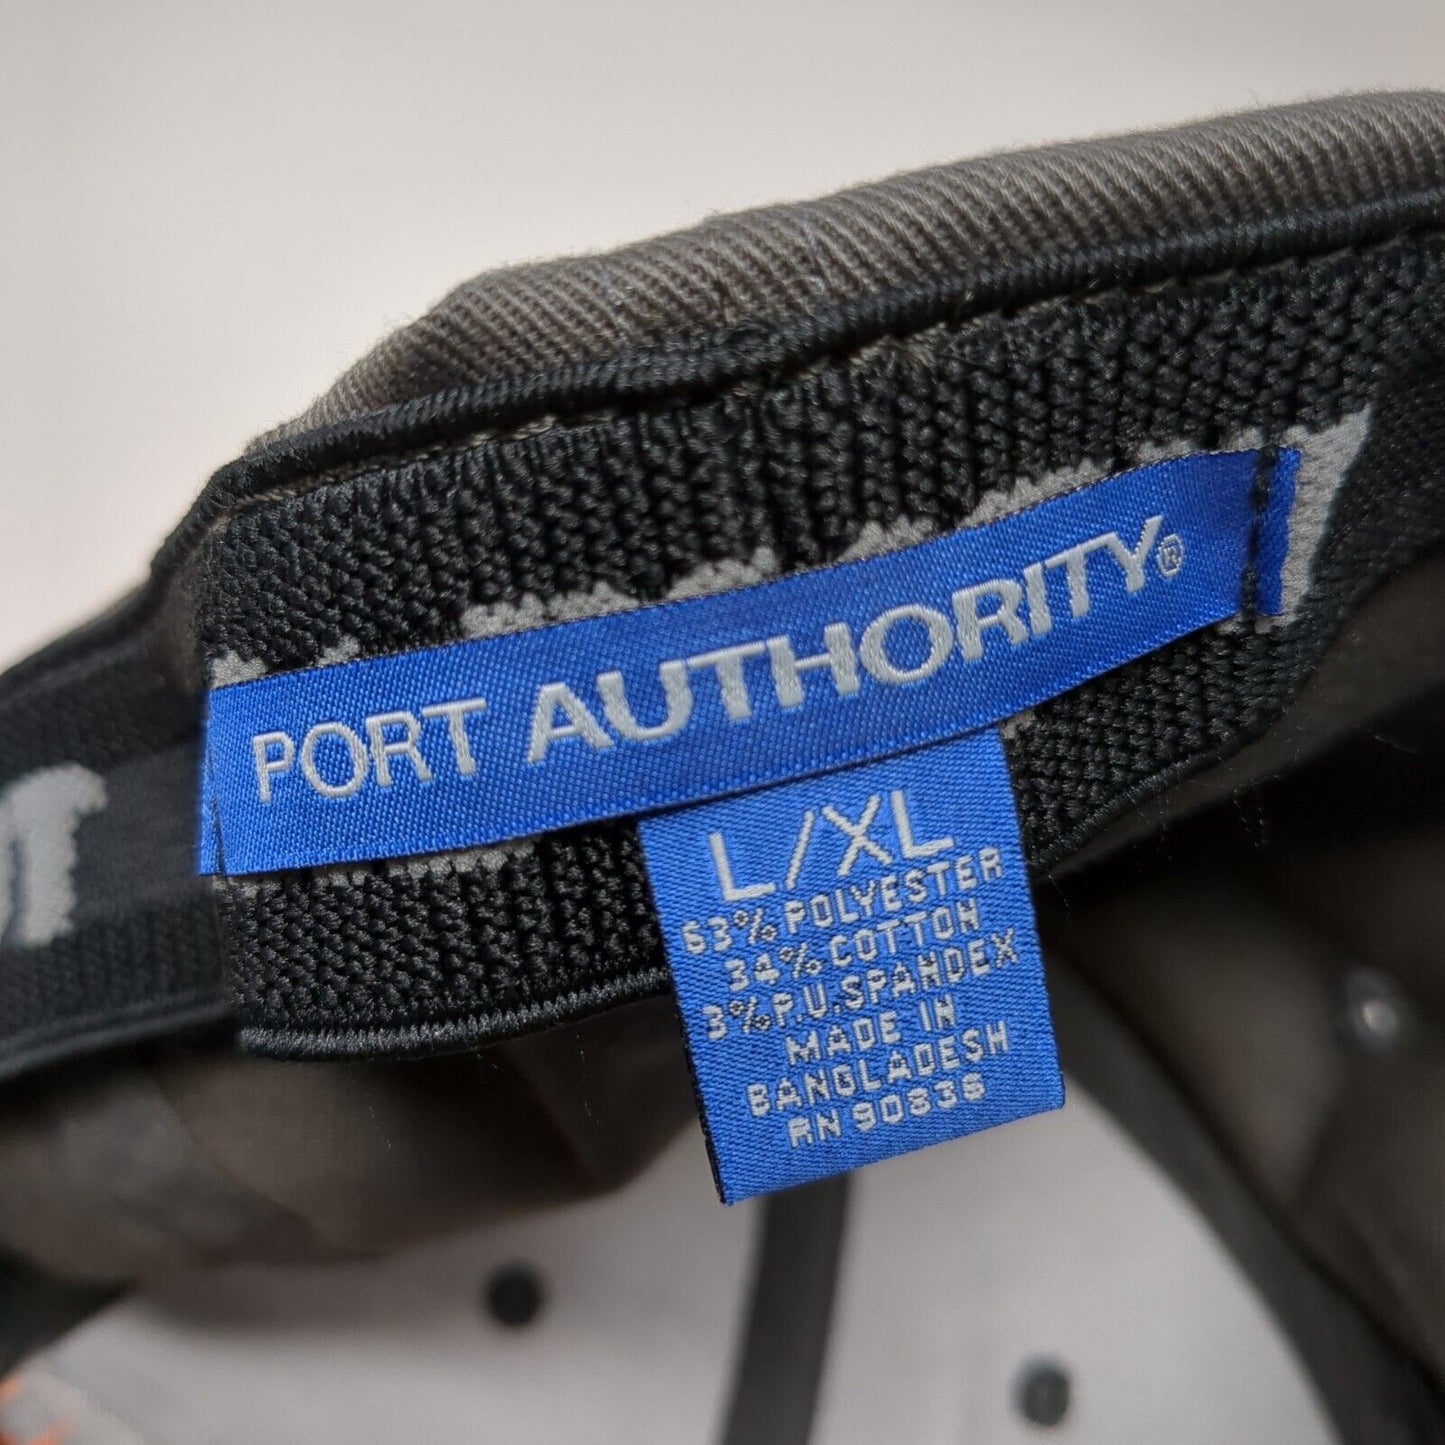 PORT AUTHORITY®
L/XL
63% POLYESTER
34% COTTON
3% P.U.SPANDEX
MADE IN
BANGLADESH
RN 90836